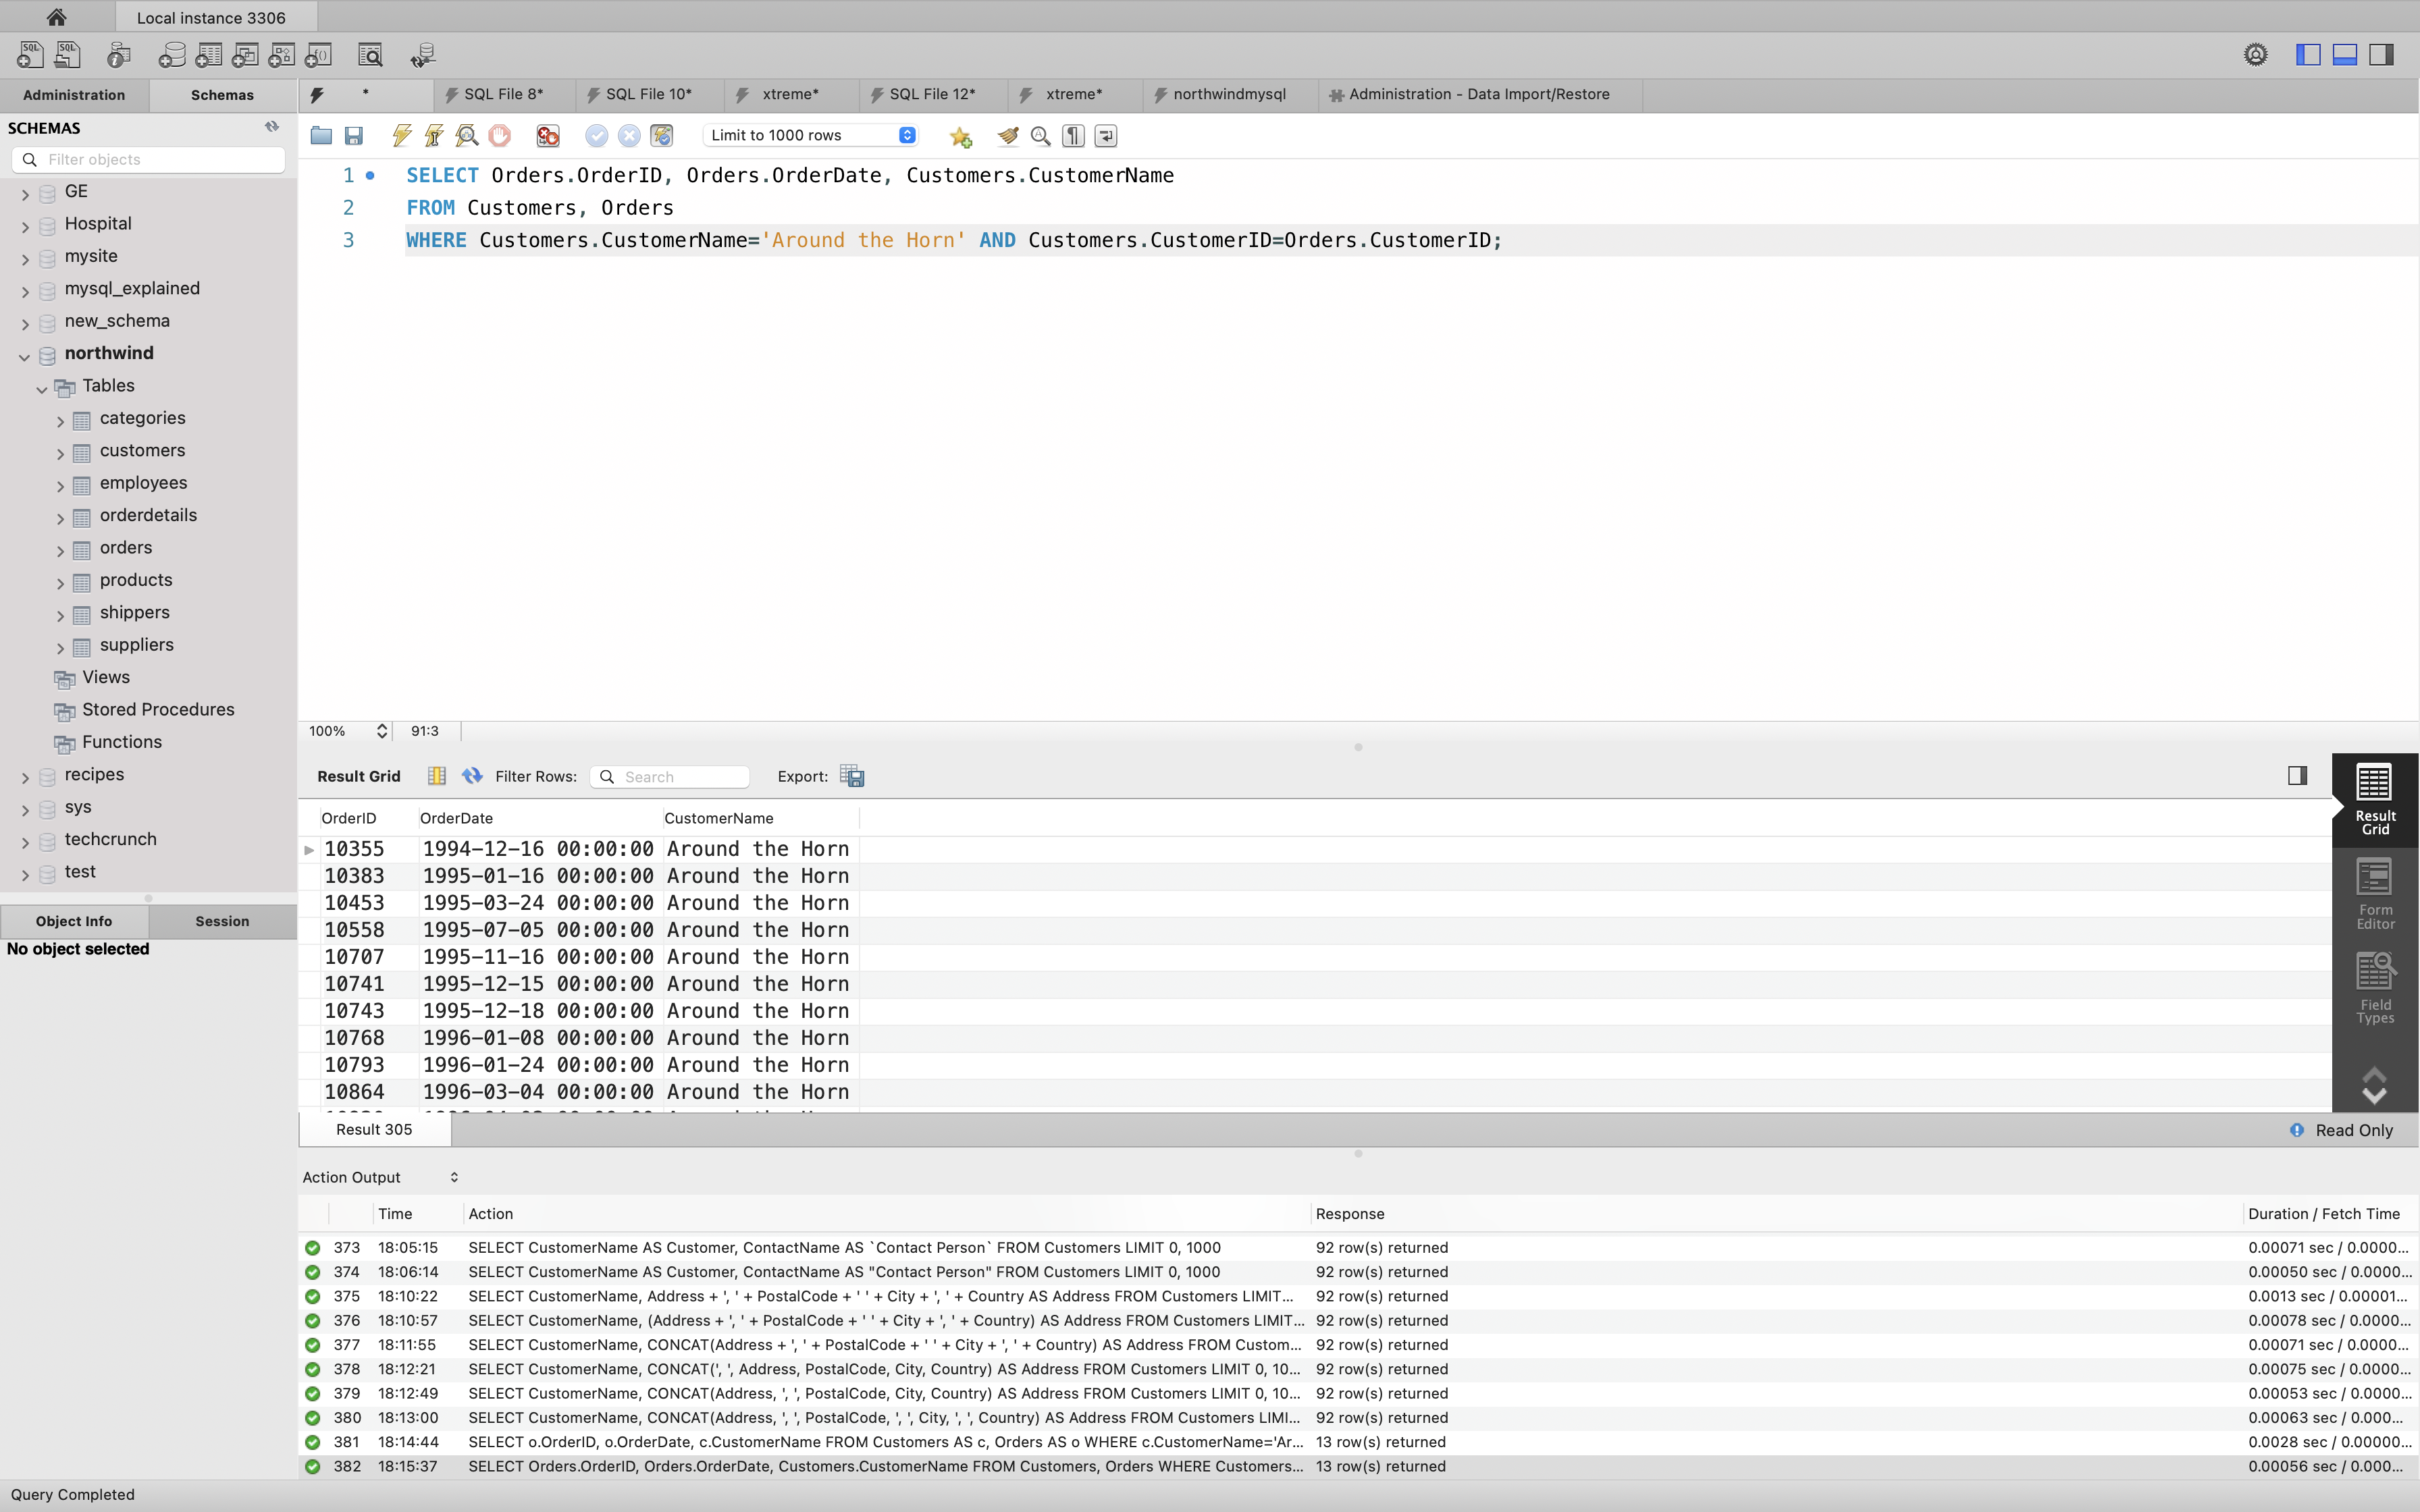 Local instance 3306
Administration Schemas
* SQL File 8* SQL File 10* xtreme* SQL File 12* xtreme* northwindmysql Administration - Data Import/Restore
SCHEMAS
Filter objects
GE
Hospital
mysite
mysql_explained
new_schema
northwind
Tables
categories
customers
employees
orderdetails
orders
products
shippers
suppliers
Views
Stored Procedures
Functions
recipes
sys
techcrunch
test
Object Info Session
No object selected
Limit to 1000 rows
1 SELECT Orders.OrderID, Orders.OrderDate, Customers.CustomerName
2 FROM Customers, Orders
3 WHERE Customers.CustomerName='Around the Horn' AND Customers.CustomerID=Orders.CustomerID;
100% 91:3
Result Grid Filter Rows: Search Export:
OrderID OrderDate CustomerName
10355 1994-12-16 00:00:00 Around the Horn
10383 1995-01-16 00:00:00 Around the Horn
10453 1995-03-24 00:00:00 Around the Horn
10558 1995-07-05 00:00:00 Around the Horn
10707 1995-11-16 00:00:00 Around the Horn
10741 1995-12-15 00:00:00 Around the Horn
10743 1995-12-18 00:00:00 Around the Horn
10768 1996-01-08 00:00:00 Around the Horn
10793 1996-01-24 00:00:00 Around the Horn
10864 1996-03-04 00:00:00 Around the Horn
Result
Grid
Form
Editor
Field
Types
Result 305 Read Only
Action Output
Time Action Response Duration / Fetch Time
373 18:05:15 SELECT CustomerName AS Customer, ContactName AS `Contact Person` FROM Customers LIMIT 0, 1000 92 row(s) returned 0.00071 sec / 0.0000...
374 18:06:14 SELECT CustomerName AS Customer, ContactName AS "Contact Person" FROM Customers LIMIT 0, 1000 92 row(s) returned 0.00050 sec / 0.0000...
375 18:10:22 SELECT CustomerName, Address + ', ' + PostalCode + ' ' + City + ', ' + Country AS Address FROM Customers LIMIT... 92 row(s) returned 0.0013 sec / 0.00001...
376 18:10:57 SELECT CustomerName, (Address + ', ' + PostalCode + ' ' + City + ', ' + Country) AS Address FROM Customers LIMIT... 92 row(s) returned 0.00078 sec / 0.0000...
377 18:11:55 SELECT CustomerName, CONCAT(Address + ', ' + PostalCode + ' ' + City + ', ' + Country) AS Address FROM Custom... 92 row(s) returned 0.00071 sec / 0.0000...
378 18:12:21 SELECT CustomerName, CONCAT(', ', Address, PostalCode, City, Country) AS Address FROM Customers LIMIT 0, 10... 92 row(s) returned 0.00075 sec / 0.0000...
379 18:12:49 SELECT CustomerName, CONCAT(Address, ', ', PostalCode, City, Country) AS Address FROM Customers LIMIT 0, 10... 92 row(s) returned 0.00053 sec / 0.0000...
380 18:13:00 SELECT CustomerName, CONCAT(Address, ', ', PostalCode, ', ', City, ', ', Country) AS Address FROM Customers LIMI... 92 row(s) returned 0.00063 sec / 0.000...
381 18:14:44 SELECT o.OrderID, o.OrderDate, c.CustomerName FROM Customers AS c, Orders AS o WHERE c.CustomerName='Ar... 13 row(s) returned 0.0028 sec / 0.00000...
382 18:15:37 SELECT Orders.OrderID, Orders.OrderDate, Customers.CustomerName FROM Customers, Orders WHERE Customers... 13 row(s) returned 0.00056 sec / 0.000...
Query Completed